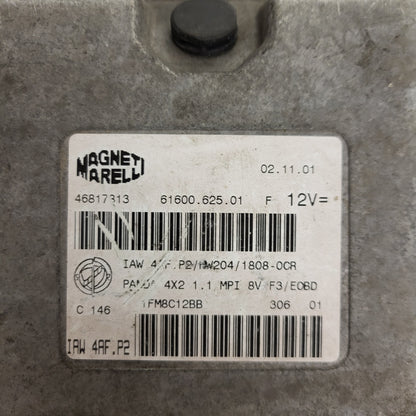 MAGNETI
MARELLI
02.11.01
46817313 61600.625.01 F 12V=
IAW 4AF.P2/HW204/1808-0CR
PANDA 4X2 1.1 MPI 8V F3/EOBD
1FM8C12BB 306 01
C 146
IAW 4AF.P2